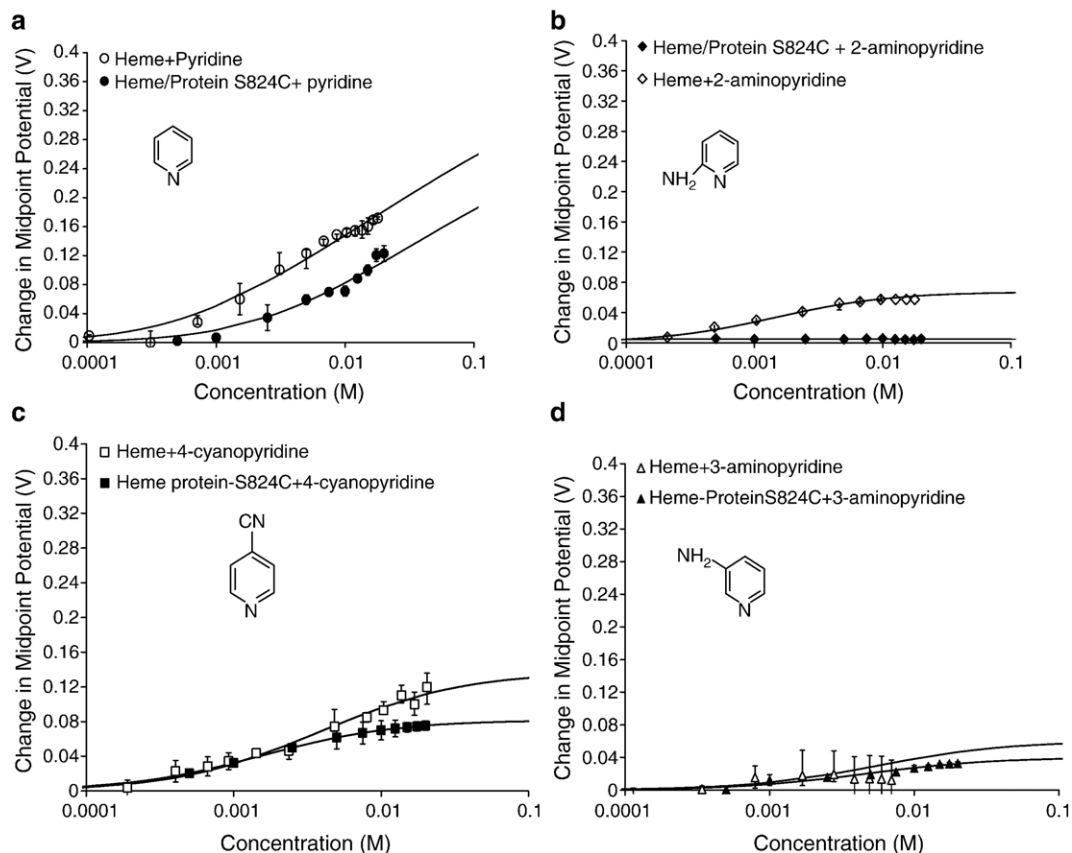 a
Change in Midpoint Potential (V)
0.4
0.36
0.32
0.28
0.24
0.2
0.16
0.12
0.08
0.04
0
Heme+Pyridine
Heme/Protein S824C+ pyridine
N
0.0001
0.001
0.01
0.1
Concentration (M)
b
Change in Midpoint Potential (V)
0.4
0.36
0.32
0.28
0.24
0.2
0.16
0.12
0.08
0.04
0
Heme/Protein S824C + 2-aminopyridine
Heme+2-aminopyridine
NH2
N
0.0001
0.001
0.01
0.1
Concentration (M)
c
Change in Midpoint Potential (V)
0.4
0.36
0.32
0.28
0.24
0.2
0.16
0.12
0.08
0.04
0
Heme+4-cyanopyridine
Heme protein-S824C+4-cyanopyridine
CN
N
0.0001
0.001
0.01
0.1
Concentration (M)
d
Change in Midpoint Potential (V)
0.4
0.36
0.32
0.28
0.24
0.2
0.16
0.12
0.08
0.04
0
Heme+3-aminopyridine
Heme-ProteinS824C+3-aminopyridine
NH2
N
0.0001
0.001
0.01
0.1
Concentration (M)